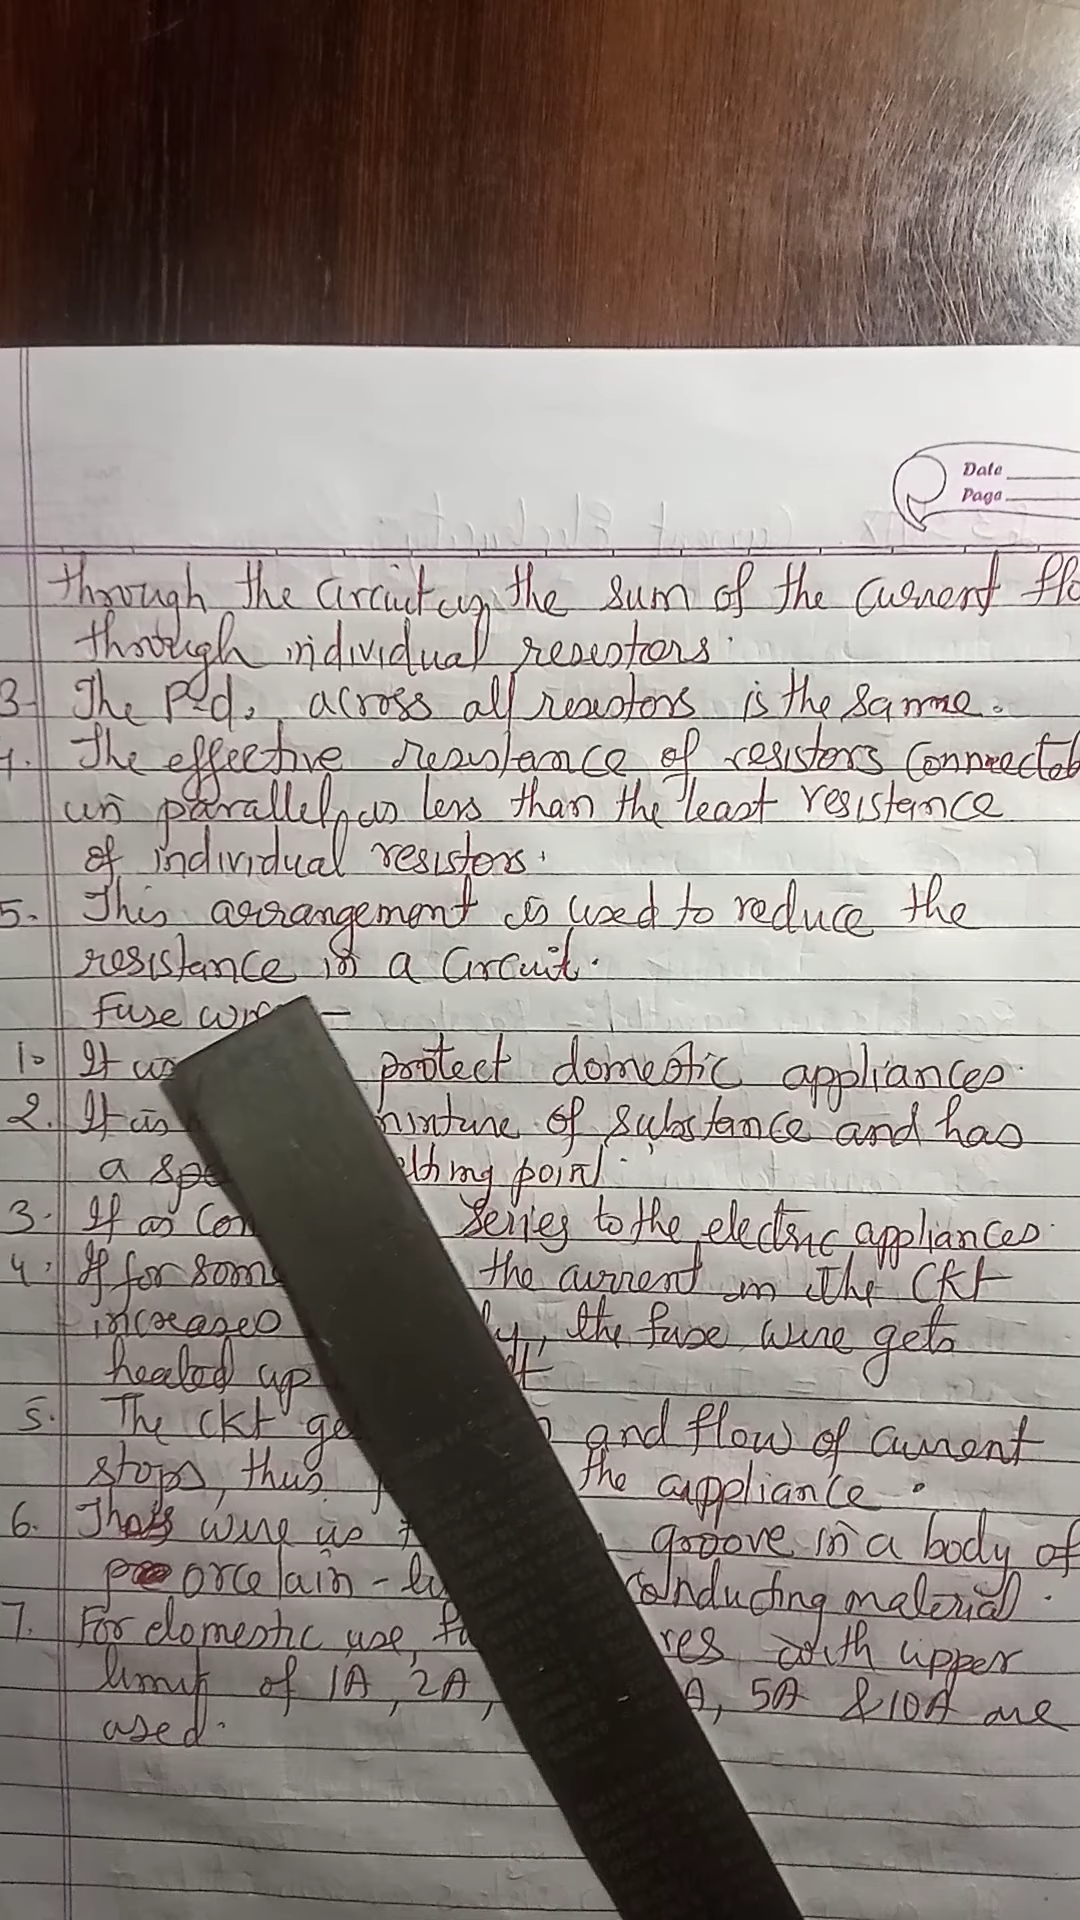 Date
Page
through the circuit is the sum of the current flo
through individual resistors.
3. The P.d. across all resistors is the same.
4. The effective resistance of resistors connected
in parallel is less than the least resistance
of individual resistors.
5. This arrangement is used to reduce the
resistance in a circuit.
Fuse –
1. It protect domestic appliances.
2. It is of substance and has
a point.
3. It is series to the electric appliances.
4. If for the current in the ckt
increased the fuse wire gets
heated up
5. The ckt and flow of current
stops, thus the appliance.
6. This wire is groove in a body of
porcelain - conducting material.
7. For domestic use, with upper
limit of 1A, 2A, A, 5A & 10A are
used.